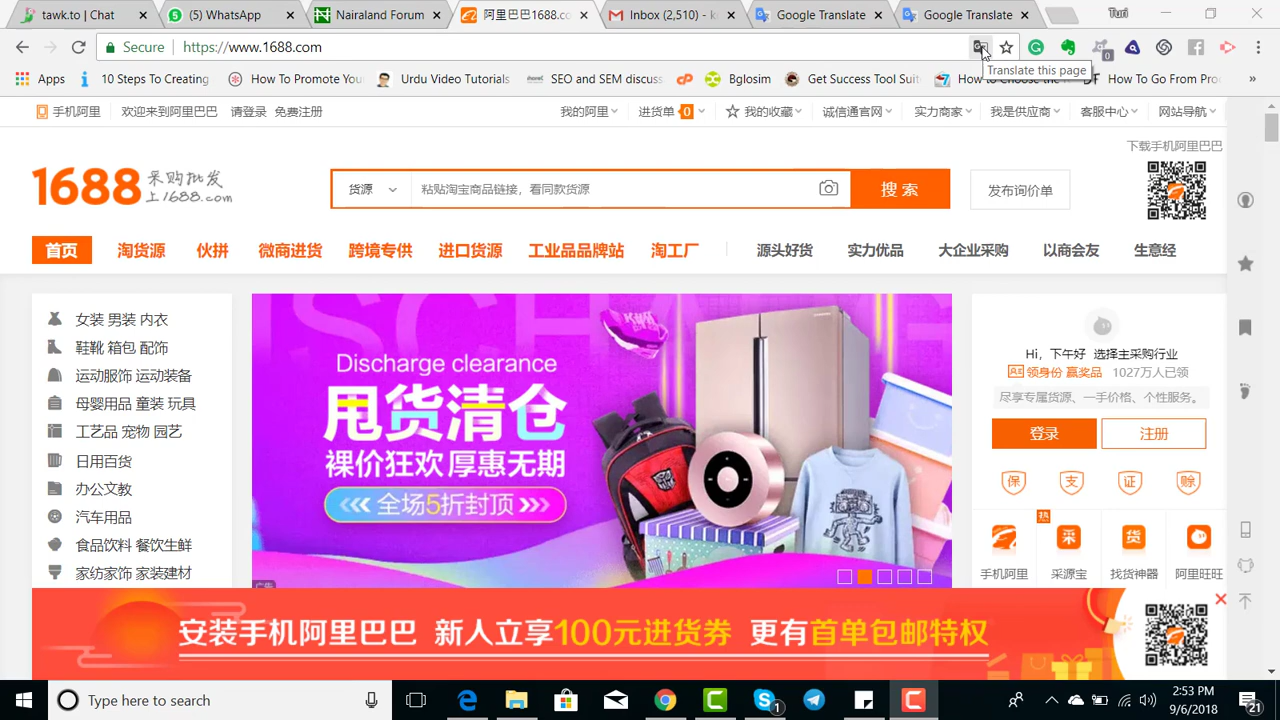 tawk.to | Chat
(5) WhatsApp
Nairaland Forum
阿里巴巴1688.co
Inbox (2,510) - k
Google Translate
Google Translate
Turi
Secure
https://www.1688.com
Translate this page
Apps
10 Steps To Creating
How To Promote You
Urdu Video Tutorials
SEO and SEM discuss
Bglosim
Get Success Tool Suit
How To Go From Pro
手机阿里
欢迎来到阿里巴巴
请登录
免费注册
我的阿里
进货单 0
我的收藏
诚信通官网
实力商家
我是供应商
客服中心
网站导航
下载手机阿里巴巴
1688 采购批发
上1688.com
货源
粘贴淘宝商品链接，看同款货源
搜 索
发布询价单
首页
淘货源
伙拼
微商进货
跨境专供
进口货源
工业品品牌站
淘工厂
源头好货
实力优品
大企业采购
以商会友
生意经
女装 男装 内衣
鞋靴 箱包 配饰
运动服饰 运动装备
母婴用品 童装 玩具
工艺品 宠物 园艺
日用百货
办公文教
汽车用品
食品饮料 餐饮生鲜
家纺家饰 家装建材
Discharge clearance
甩货清仓
裸价狂欢 厚惠无期
全场5折封顶
广告
Hi，下午好 选择主采购行业
领身份 赢奖品 1027万人已领
尽享专属货源、一手价格、个性服务。
登录
注册
保
支
证
赊
热
采
货
手机阿里
采源宝
找货神器
阿里旺旺
安装手机阿里巴巴 新人立享100元进货券 更有首单包邮特权
Type here to search
1
2:53 PM
9/6/2018
21